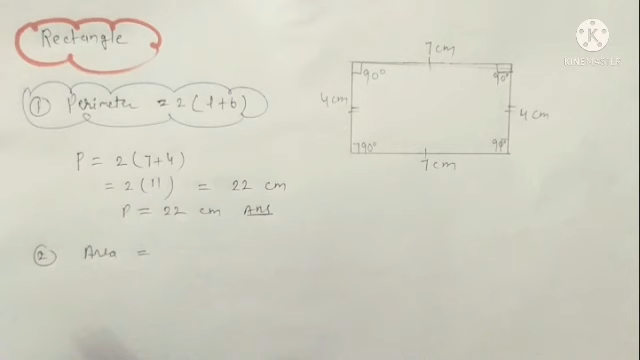 Rectangle
① Perimeter = 2(l+b)
P = 2(7+4)
= 2(11) = 22 cm
P = 22 cm Ans
② Area =
7cm
90° 90°
4cm
4cm
90° 90°
7cm
KINEMASTER